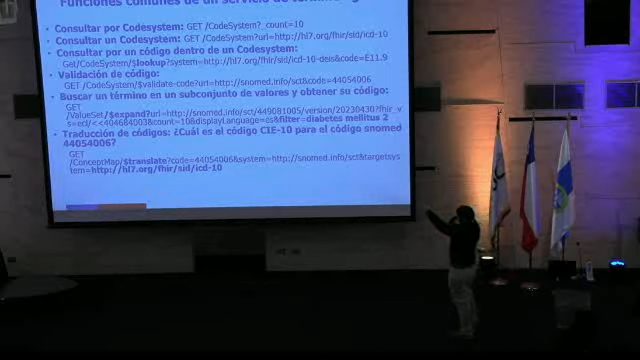 Funciones comunes de un servicio de
• Consultar por Codesystem: GET /CodeSystem?_count=10
• Consultar un Codesystem: GET /CodeSystem?url=http://hl7.org/fhir/sid/icd-10
• Consultar por un código dentro de un Codesystem:
Get/CodeSystem/$lookup?system=http://hl7.org/fhir/sid/icd-10-deis&code=E11.9
• Validación de código:
GET /CodeSystem/$validate-code?url=http://snomed.info/sct&code=44054006
• Buscar un término en un subconjunto de valores y obtener su código:
GET
/ValueSet/$expand?url=http://snomed.info/sct/449081005/version/20230430?fhir_v
s=ecl/<<404684003&count=10&displayLanguage=es&filter=diabetes mellitus 2
• Traducción de códigos: ¿Cuál es el código CIE-10 para el código snomed
44054006?
GET
/ConceptMap/$translate?code=44054006&system=http://snomed.info/sct&targetsys
tem=http://hl7.org/fhir/sid/icd-10